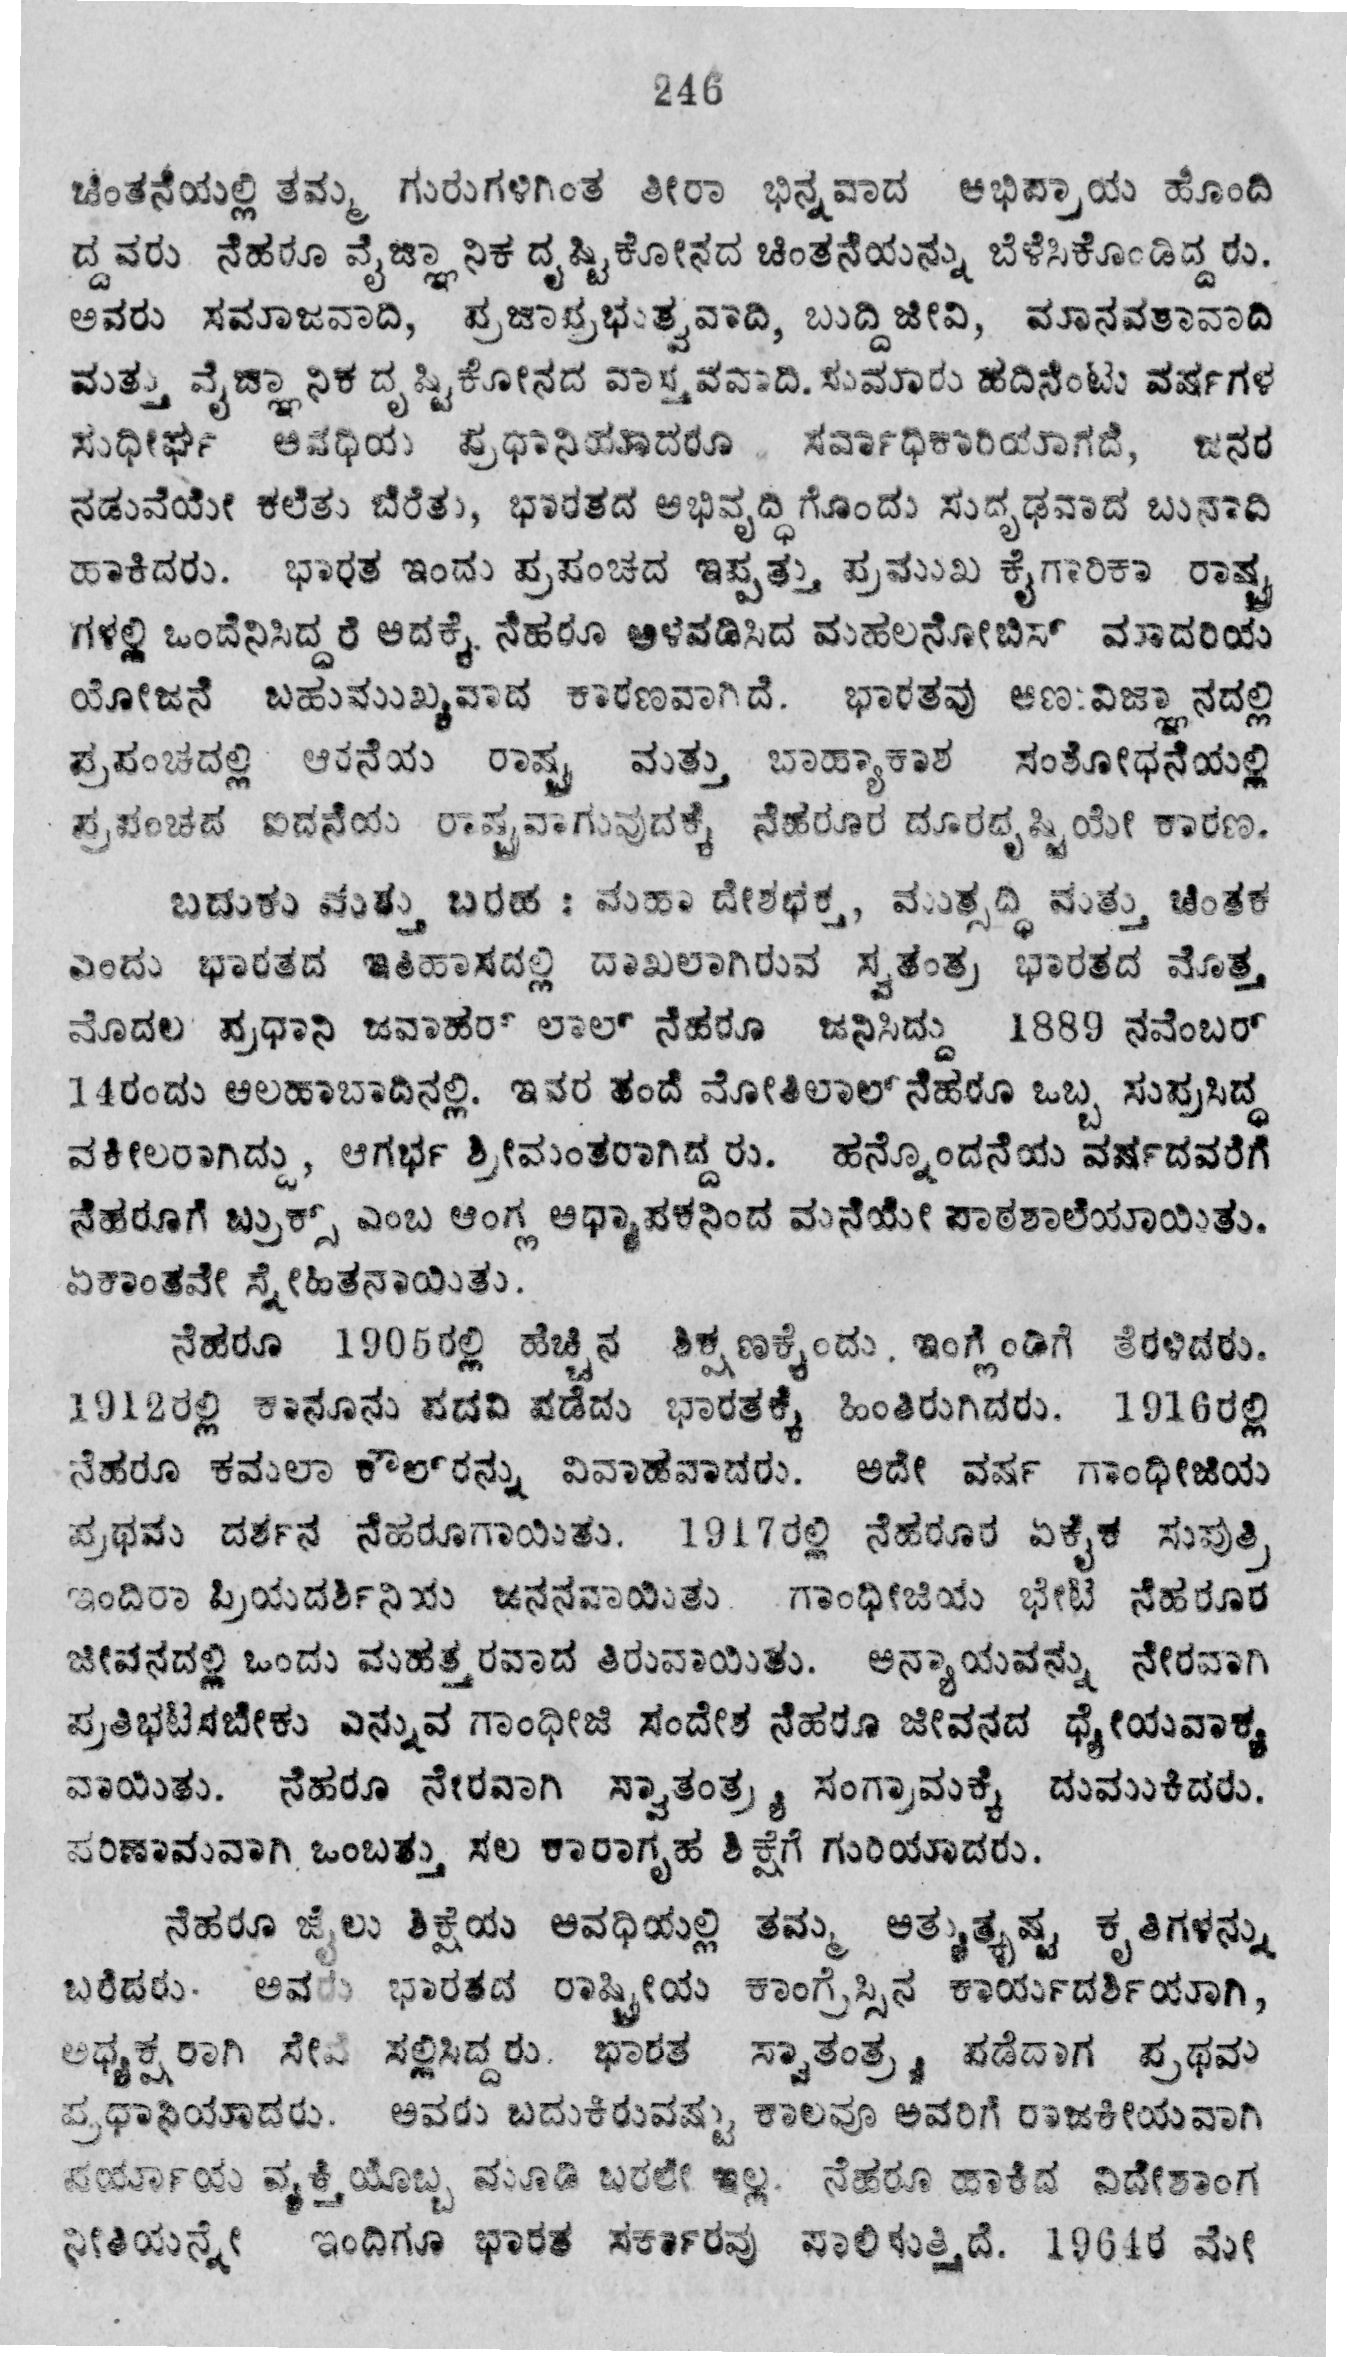 246
ಚಿಂತನೆಯಲ್ಲಿ ತಮ್ಮ ಗುರುಗಳಿಗಿಂತ ತೀರಾ ಭಿನ್ನವಾದ ಅಭಿಪ್ರಾಯ ಹೊಂದಿ
ದ್ದವರು ನೆಹರೂ ವೈಜ್ಞಾನಿಕ ದೃಷ್ಟಿಕೋನದ ಚಿಂತನೆಯನ್ನು ಬೆಳೆಸಿಕೊಂಡಿದ್ದರು.
ಅವರು ಸಮಾಜವಾದಿ, ಪ್ರಜಾಪ್ರಭುತ್ವವಾದಿ, ಬುದ್ದಿಜೀವಿ, ಮಾನವತಾವಾದಿ
ಮತ್ತು ವೈಜ್ಞಾನಿಕ ದೃಷ್ಟಿಕೋನದ ವಾಸ್ತವವಾದಿ. ಸುಮಾರು ಹದಿನೆಂಟು ವರ್ಷಗಳ
ಸುಧೀರ್ಘ ಅವಧಿಯ ಪ್ರಧಾನಿಯಾದರೂ ಸರ್ವಾಧಿಕಾರಿಯಾಗದೆ, ಜನರ
ನಡುವೆಯೇ ಕಲೆತು ಬೆರೆತು, ಭಾರತದ ಅಭಿವೃದ್ಧಿಗೊಂದು ಸುದೃಢವಾದ ಬುನಾದಿ
ಹಾಕಿದರು. ಭಾರತ ಇಂದು ಪ್ರಪಂಚದ ಇಪ್ಪತ್ತು ಪ್ರಮುಖ ಕೈಗಾರಿಕಾ ರಾಷ್ಟ್ರ
ಗಳಲ್ಲಿ ಒಂದೆನಿಸಿದ್ದರೆ ಅದಕ್ಕೆ ನೆಹರೂ ಅಳವಡಿಸಿದ ಮಹಲನೋಬಿಸ್ ಮಾದರಿಯ
ಯೋಜನೆ ಬಹುಮುಖ್ಯವಾದ ಕಾರಣವಾಗಿದೆ. ಭಾರತವು ಅಣುವಿಜ್ಞಾನದಲ್ಲಿ
ಪ್ರಪಂಚದಲ್ಲಿ ಆರನೆಯ ರಾಷ್ಟ್ರ ಮತ್ತು ಬಾಹ್ಯಾಕಾಶ ಸಂಶೋಧನೆಯಲ್ಲಿ
ಪ್ರಪಂಚದ ಐದನೆಯ ರಾಷ್ಟ್ರವಾಗುವುದಕ್ಕೆ ನೆಹರೂರ ದೂರದೃಷ್ಟಿಯೇ ಕಾರಣ.
ಬದುಕು ಮತ್ತು ಬರಹ : ಮಹಾ ದೇಶಭಕ್ತ, ಮುತ್ಸದ್ಧಿ ಮತ್ತು ಚಿಂತಕ
ಎಂದು ಭಾರತದ ಇತಿಹಾಸದಲ್ಲಿ ದಾಖಲಾಗಿರುವ ಸ್ವತಂತ್ರ ಭಾರತದ ಮೊತ್ತ
ಮೊದಲ ಪ್ರಧಾನಿ ಜವಾಹರ್ ಲಾಲ್ ನೆಹರೂ ಜನಿಸಿದ್ದು 1889 ನವೆಂಬರ್
14ರಂದು ಅಲಹಾಬಾದಿನಲ್ಲಿ. ಇವರ ತಂದೆ ಮೋತಿಲಾಲ್ ನೆಹರೂ ಒಬ್ಬ ಸುಪ್ರಸಿದ್ಧ
ವಕೀಲರಾಗಿದ್ದು, ಆಗರ್ಭ ಶ್ರೀಮಂತರಾಗಿದ್ದರು. ಹನ್ನೊಂದನೆಯ ವರ್ಷದವರೆಗೆ
ನೆಹರೂಗೆ ಬ್ರುಕ್ಸ್ ಎಂಬ ಆಂಗ್ಲ ಅಧ್ಯಾಪಕನಿಂದ ಮನೆಯೇ ಪಾಠಶಾಲೆಯಾಯಿತು.
ಏಕಾಂತವೇ ಸ್ನೇಹಿತನಾಯಿತು.
ನೆಹರೂ 1905ರಲ್ಲಿ ಹೆಚ್ಚಿನ ಶಿಕ್ಷಣಕ್ಕೆಂದು ಇಂಗ್ಲೆಂಡಿಗೆ ತೆರಳಿದರು.
1912ರಲ್ಲಿ ಕಾನೂನು ಪದವಿ ಪಡೆದು ಭಾರತಕ್ಕೆ ಹಿಂತಿರುಗಿದರು. 1916ರಲ್ಲಿ
ನೆಹರೂ ಕಮಲಾ ಕೌಲ್‌ರನ್ನು ವಿವಾಹವಾದರು. ಅದೇ ವರ್ಷ ಗಾಂಧೀಜಿಯ
ಪ್ರಥಮ ದರ್ಶನ ನೆಹರೂಗಾಯಿತು. 1917ರಲ್ಲಿ ನೆಹರೂರ ಏಕೈಕ ಸುಪುತ್ರಿ
ಇಂದಿರಾ ಪ್ರಿಯದರ್ಶಿನಿಯ ಜನನವಾಯಿತು. ಗಾಂಧೀಜಿಯ ಭೇಟಿ ನೆಹರೂರ
ಜೀವನದಲ್ಲಿ ಒಂದು ಮಹತ್ತರವಾದ ತಿರುವಾಯಿತು. ಅನ್ಯಾಯವನ್ನು ನೇರವಾಗಿ
ಪ್ರತಿಭಟಿಸಬೇಕು ಎನ್ನುವ ಗಾಂಧೀಜಿ ಸಂದೇಶ ನೆಹರೂ ಜೀವನದ ಧ್ಯೇಯವಾಕ್ಯ
ವಾಯಿತು. ನೆಹರೂ ನೇರವಾಗಿ ಸ್ವಾತಂತ್ರ್ಯ ಸಂಗ್ರಾಮಕ್ಕೆ ದುಮುಕಿದರು.
ಪರಿಣಾಮವಾಗಿ ಒಂಬತ್ತು ಸಲ ಕಾರಾಗೃಹ ಶಿಕ್ಷೆಗೆ ಗುರಿಯಾದರು.
ನೆಹರೂ ಜೈಲು ಶಿಕ್ಷೆಯ ಅವಧಿಯಲ್ಲಿ ತಮ್ಮ ಅತ್ಯುತ್ಕೃಷ್ಟ ಕೃತಿಗಳನ್ನು
ಬರೆದರು. ಅವರು ಭಾರತದ ರಾಷ್ಟ್ರೀಯ ಕಾಂಗ್ರೆಸ್ಸಿನ ಕಾರ್ಯದರ್ಶಿಯಾಗಿ,
ಅಧ್ಯಕ್ಷರಾಗಿ ಸೇವೆ ಸಲ್ಲಿಸಿದ್ದರು. ಭಾರತ ಸ್ವಾತಂತ್ರ್ಯ ಪಡೆದಾಗ ಪ್ರಥಮ
ಪ್ರಧಾನಿಯಾದರು. ಅವರು ಬದುಕಿರುವಷ್ಟು ಕಾಲವೂ ಅವರಿಗೆ ರಾಜಕೀಯವಾಗಿ
ಪರ್ಯಾಯ ವ್ಯಕ್ತಿಯೊಬ್ಬ ಮೂಡಿ ಬರಲೇ ಇಲ್ಲ. ನೆಹರೂ ಹಾಕಿದ ವಿದೇಶಾಂಗ
ನೀತಿಯನ್ನೇ ಇಂದಿಗೂ ಭಾರತ ಸರ್ಕಾರವು ಪಾಲಿಸುತ್ತಿದೆ. 1964ರ ಮೇ